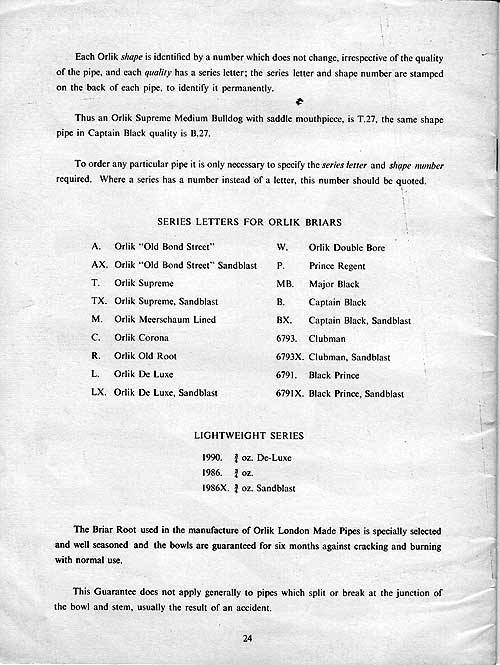 Each Orlik shape is identified by a number which does not change, irrespective of the quality
of the pipe, and each quality has a series letter; the series letter and shape number are stamped
on the back of each pipe, to identify it permanently.
Thus an Orlik Supreme Medium Bulldog with saddle mouthpiece, is T.27, the same shape
pipe in Captain Black quality is B.27.
To order any particular pipe it is only necessary to specify the series letter and shape number
required. Where a series has a number instead of a letter, this number should be quoted.
SERIES LETTERS FOR ORLIK BRIARS
A. Orlik "Old Bond Street"
AX. Orlik "Old Bond Street" Sandblast
T. Orlik Supreme
TX. Orlik Supreme, Sandblast
M. Orlik Meerschaum Lined
C. Orlik Corona
R. Orlik Old Root
L. Orlik De Luxe
LX. Orlik De Luxe, Sandblast
W. Orlik Double Bore
P. Prince Regent
MB. Major Black
B. Captain Black
BX. Captain Black, Sandblast
6793. Clubman
6793X. Clubman, Sandblast
6791. Black Prince
6791X. Black Prince, Sandblast
LIGHTWEIGHT SERIES
1990. ¾ oz. De-Luxe
1986. ¾ oz.
1986X. ¾ oz. Sandblast
The Briar Root used in the manufacture of Orlik London Made Pipes is specially selected
and well seasoned and the bowls are guaranteed for six months against cracking and burning
with normal use.
This Guarantee does not apply generally to pipes which split or break at the junction of
the bowl and stem, usually the result of an accident.
24